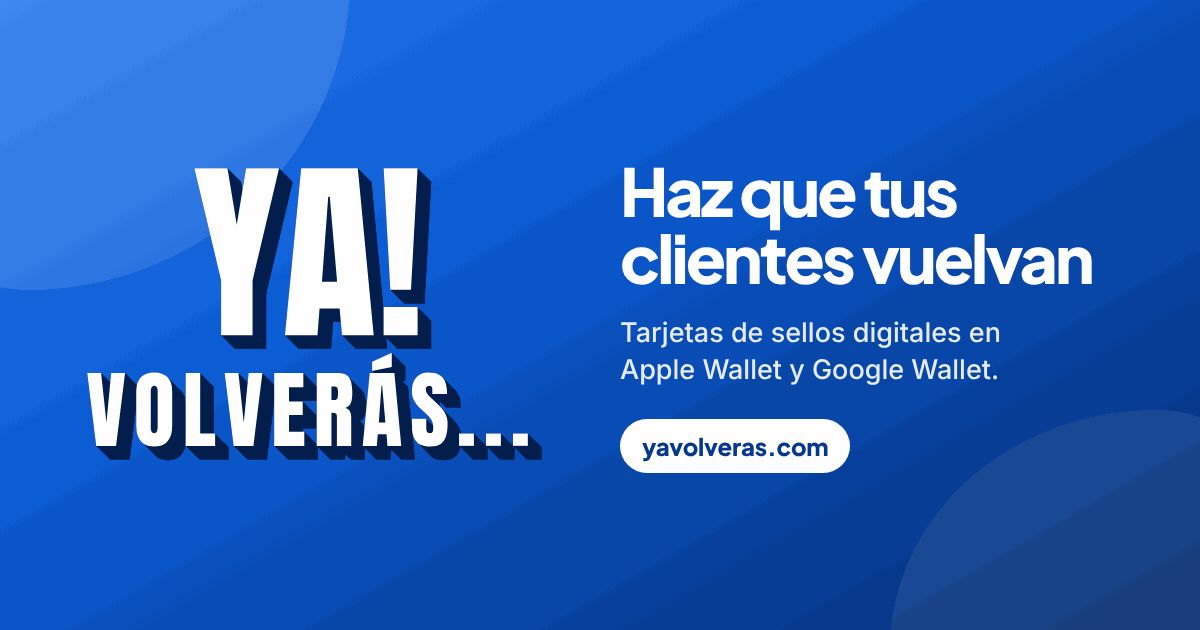 YA!
VOLVERÁS...
Haz que tus
clientes vuelvan
Tarjetas de sellos digitales en
Apple Wallet y Google Wallet.
yavolveras.com